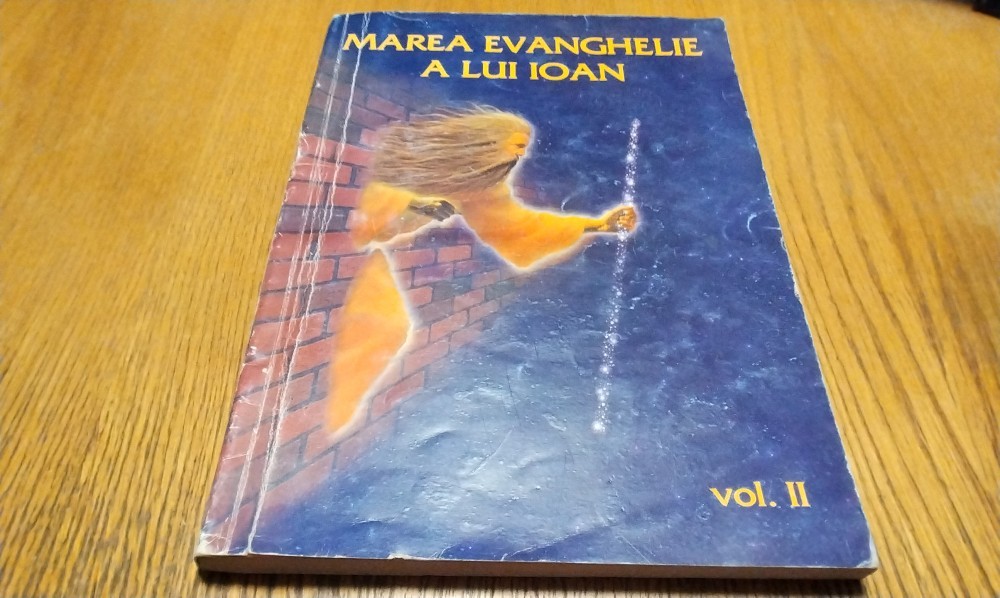 MAREA EVANGHELIE
A LUI IOAN
vol. II